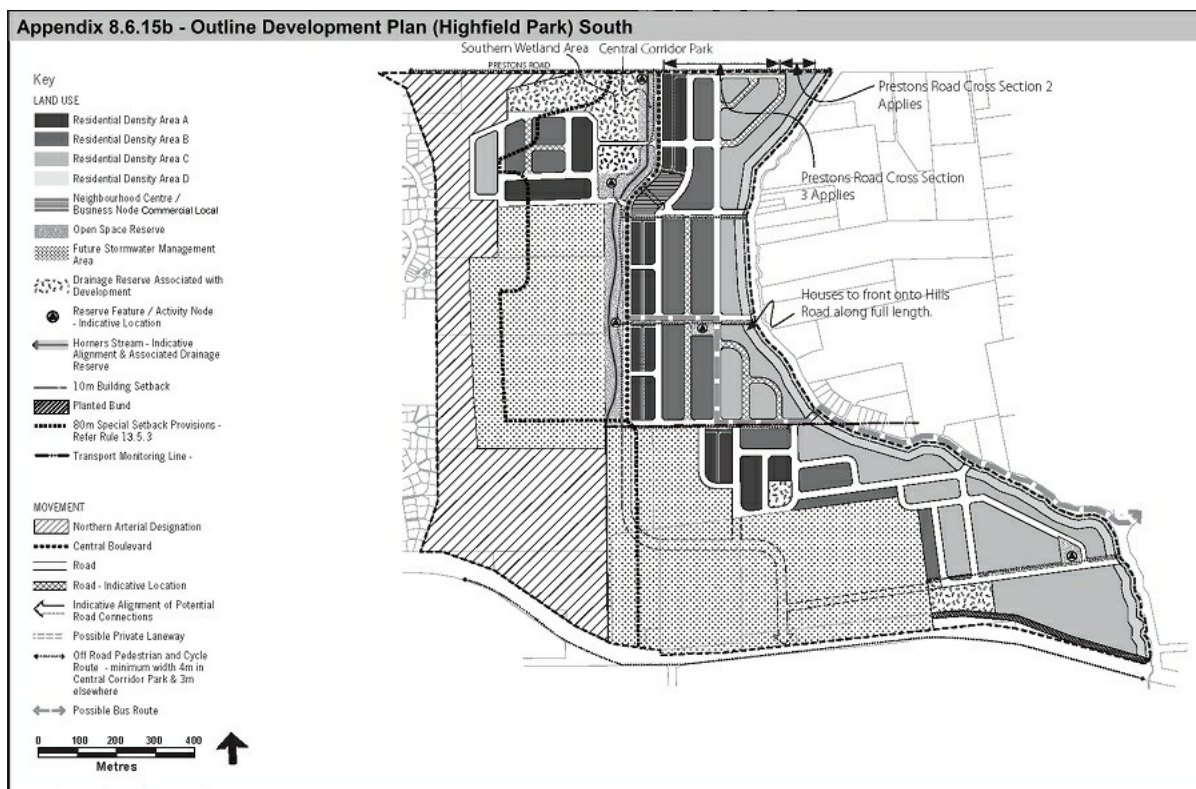 Appendix 8.6.15b - Outline Development Plan (Highfield Park) South
Southern Wetland Area
Central Corridor Park
PRESTONS ROAD
Prestons Road Cross Section 2
Applies
Prestons Road Cross Section
3 Applies
Houses to front onto Hills
Road along full length.
Key
LAND USE
Residential Density Area A
Residential Density Area B
Residential Density Area C
Residential Density Area D
Neighbourhood Centre /
Business Node Commercial Local
Open Space Reserve
Future Stormwater Management
Area
Drainage Reserve Associated with
Development
Reserve Feature / Activity Node
- Indicative Location
Horners Stream - Indicative
Alignment & Associated Drainage
Reserve
10m Building Setback
Planted Bund
80m Special Setback Provisions -
Refer Rule 13.5.3
Transport Monitoring Line -
MOVEMENT
Northern Arterial Designation
Central Boulevard
Road
Road - Indicative Location
Indicative Alignment of Potential
Road Connections
Possible Private Laneway
Off Road Pedestrian and Cycle
Route - minimum width 4m in
Central Corridor Park & 3m
elsewhere
Possible Bus Route
0 100 200 300 400
Metres